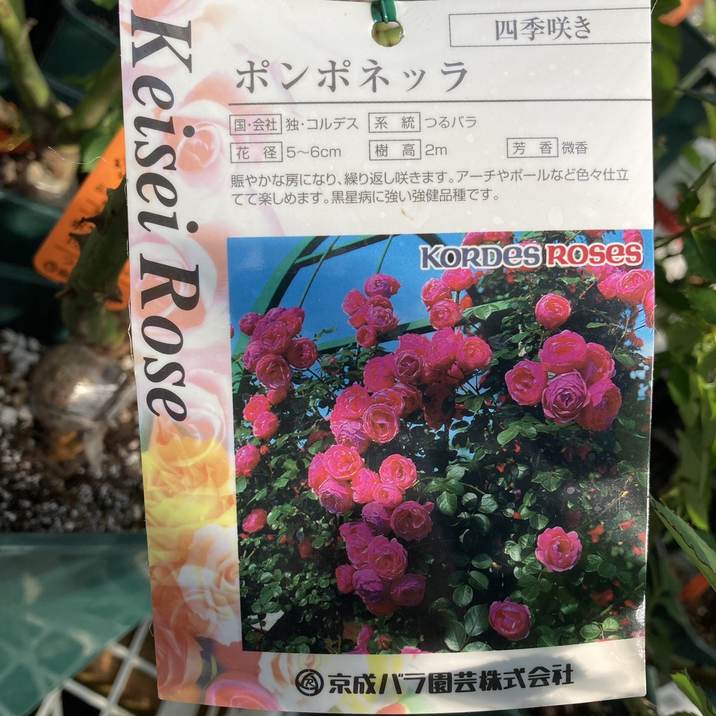 Keisei Rose
四季咲き
ポンポネッラ
国・会社 独・コルデス 系 統 つるバラ
花 径 5〜6cm 樹 高 2m 芳 香 微香
賑やかな房になり、繰り返し咲きます。アーチやポールなど色々仕立
てて楽しめます。黒星病に強い強健品種です。
KORDES ROSES
京成バラ園芸株式会社